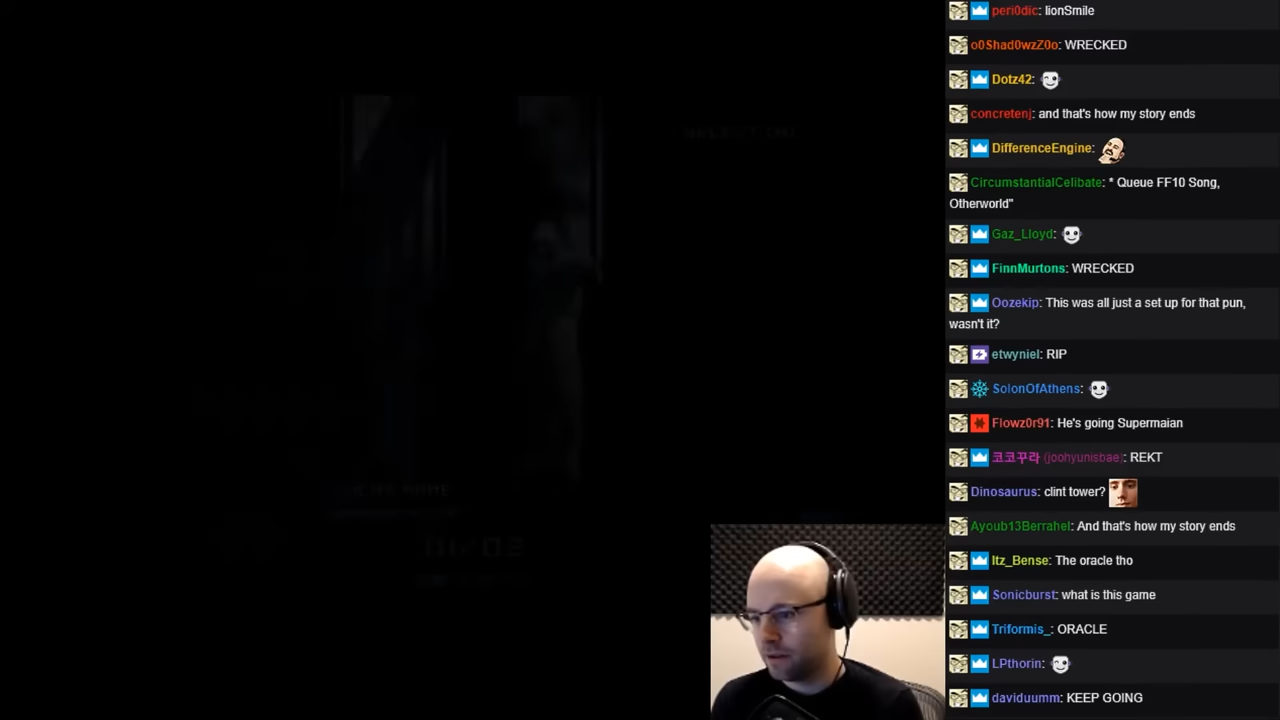 peri0dic: lionSmile
o0Shad0wzZ0o: WRECKED
Dotz42:
concretenj: and that's how my story ends
DifferenceEngine:
CircumstantialCelibate: * Queue FF10 Song,
Otherworld"
Gaz_Lloyd:
FinnMurtons: WRECKED
Oozekip: This was all just a set up for that pun,
wasn't it?
etwyniel: RIP
SolonOfAthens:
Flowz0r91: He's going Supermaian
코코꾸라 (joohyunisbae): REKT
Dinosaurus: clint tower?
Ayoub13Berrahel: And that's how my story ends
Itz_Bense: The oracle tho
Sonicburst: what is this game
Triformis_: ORACLE
LPthorin:
daviduumm: KEEP GOING